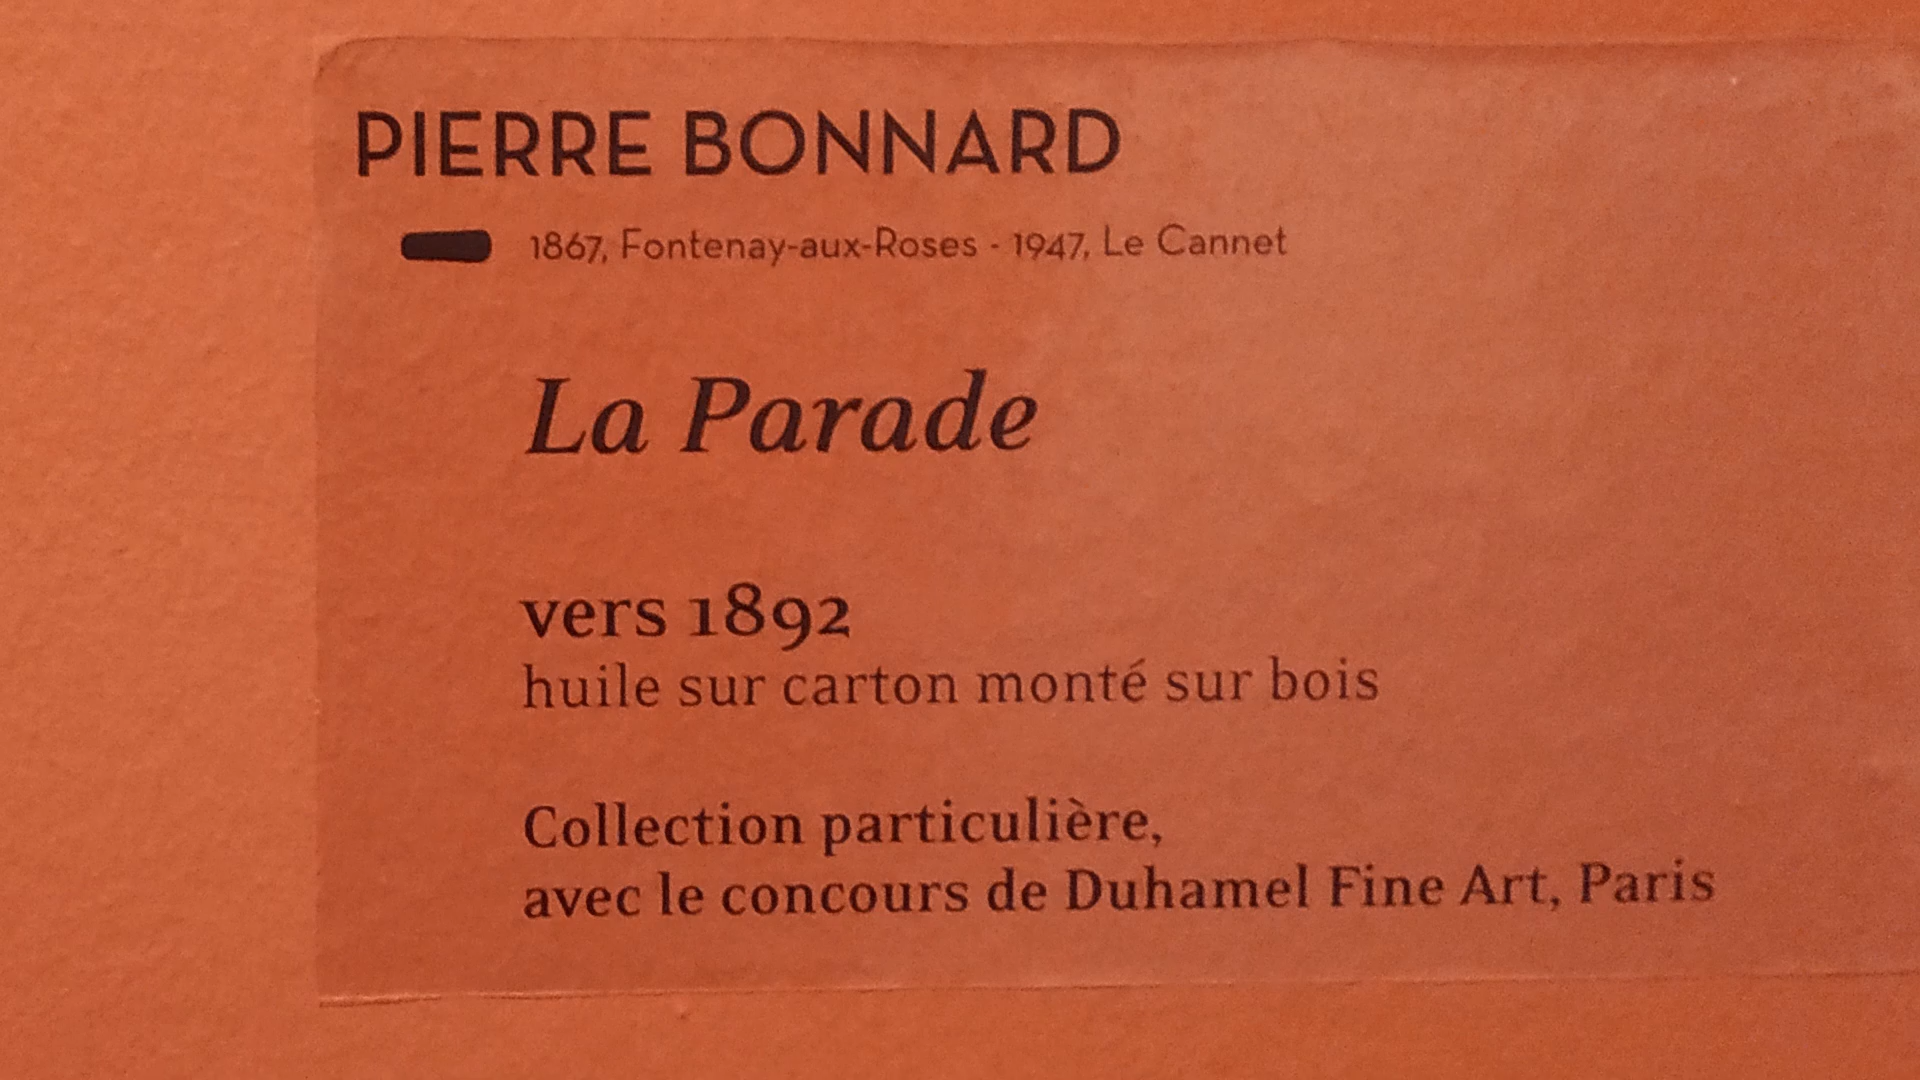 PIERRE BONNARD
1867, Fontenay-aux-Roses - 1947, Le Cannet
La Parade
vers 1892
huile sur carton monté sur bois
Collection particulière,
avec le concours de Duhamel Fine Art, Paris